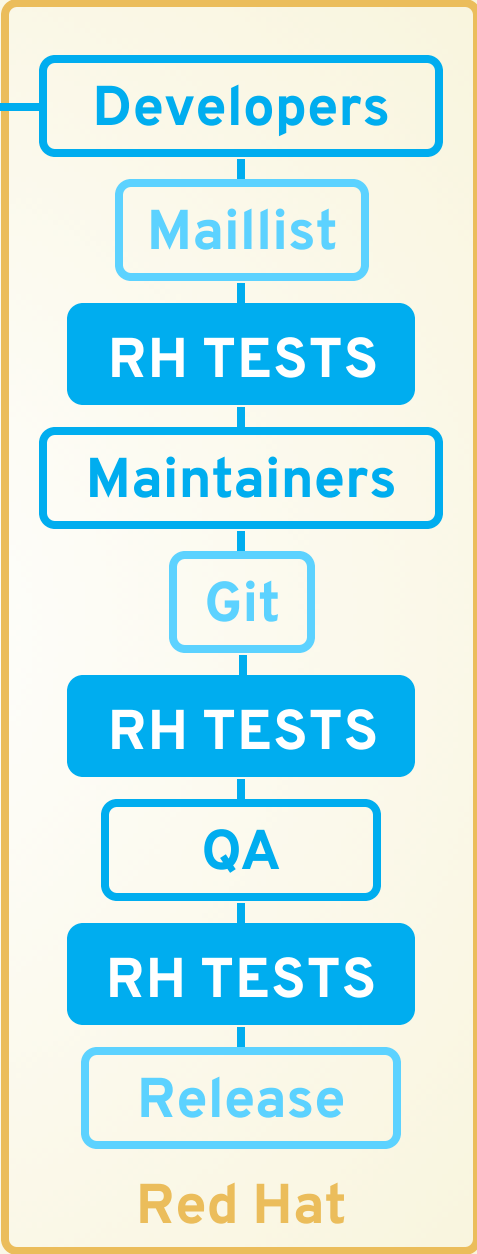 Developers
Maillist
RH TESTS
Maintainers
Git
RH TESTS
QA
RH TESTS
Release
Red Hat